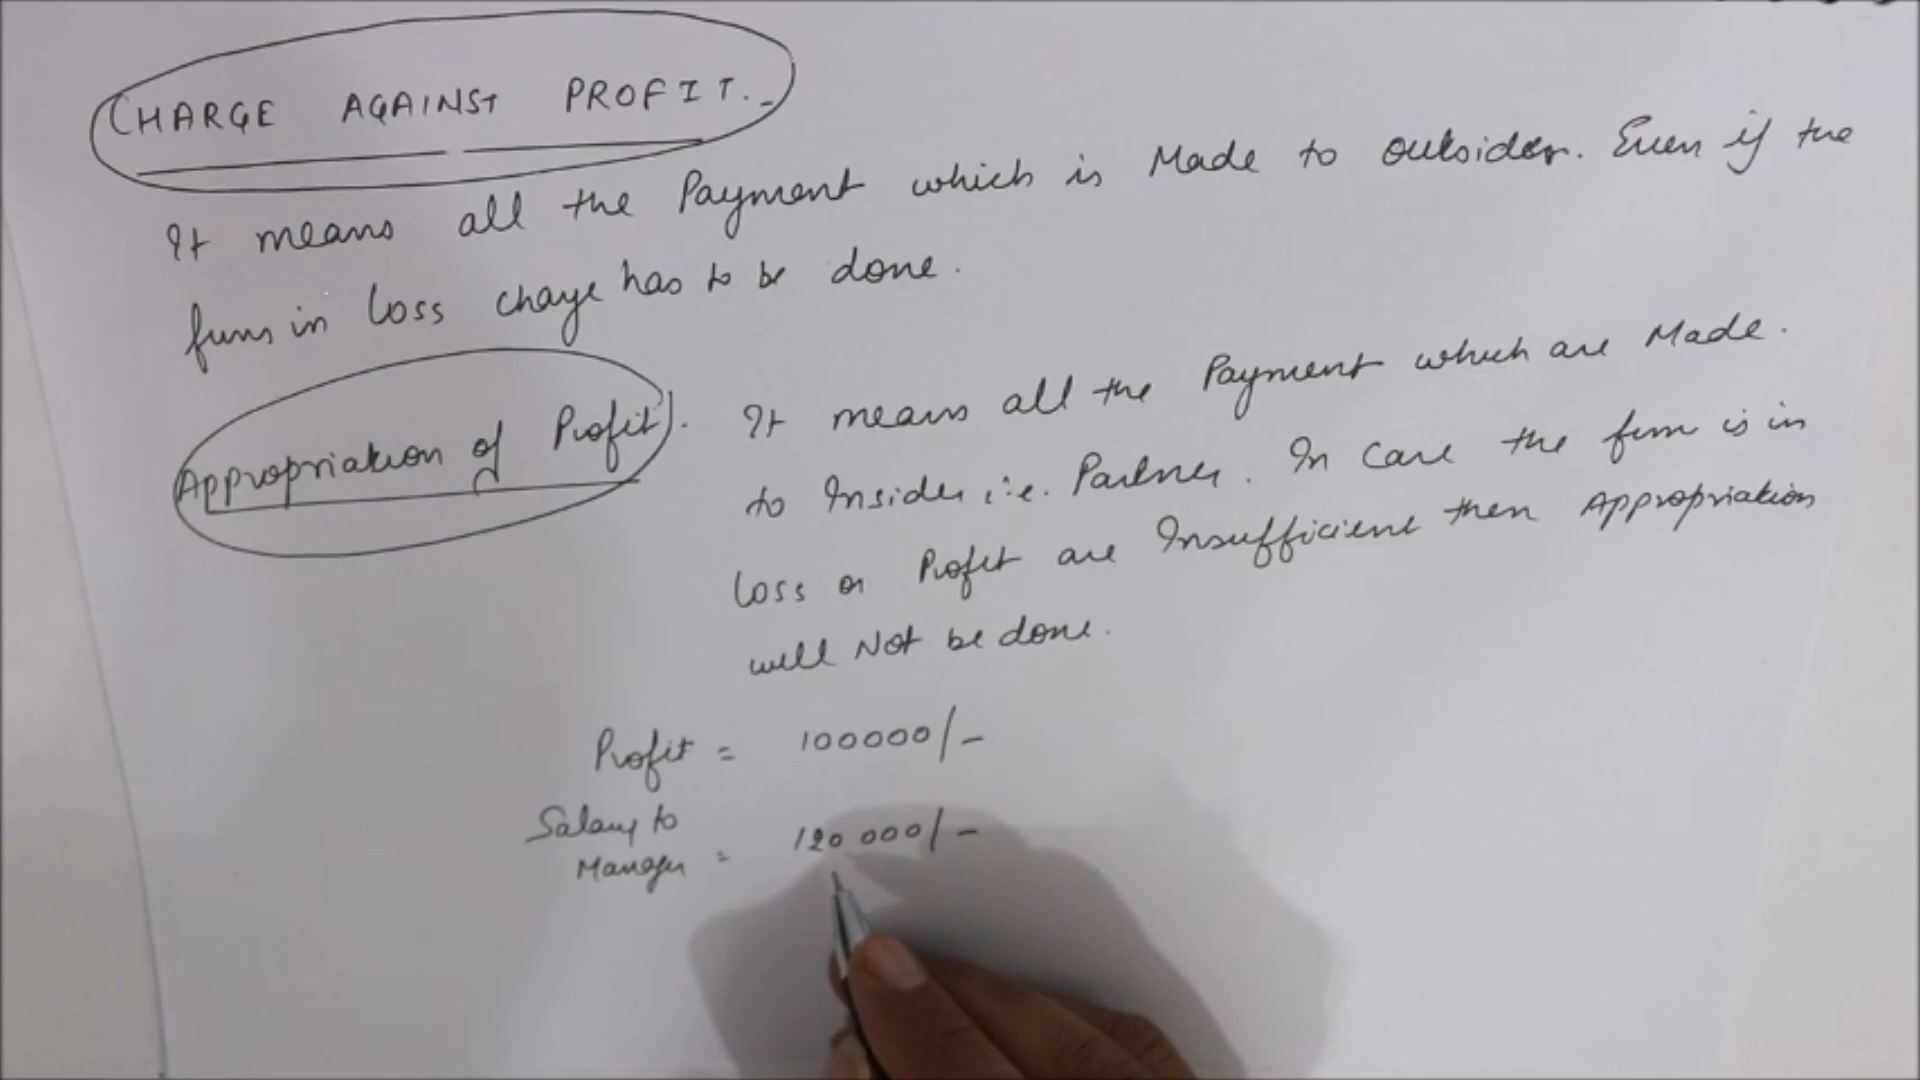 CHARGE AGAINST PROFIT.
It means all the Payment which is Made to outsider. Even if the
firm in loss charge has to be done.
Appropriation of Profit). It means all the Payment which are Made.
to Insider i.e. Partner. In case the firm is in
loss or Profit are Insufficient then Appropriation
will Not be done.
Profit = 100000/-
Salary to
Manager = 120000/-